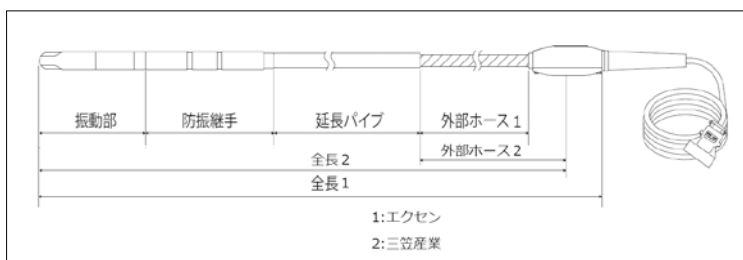 振動部 防振継手 延長パイプ 外部ホース1
外部ホース2
全長2
全長1
1:エクセン
2:三笠産業